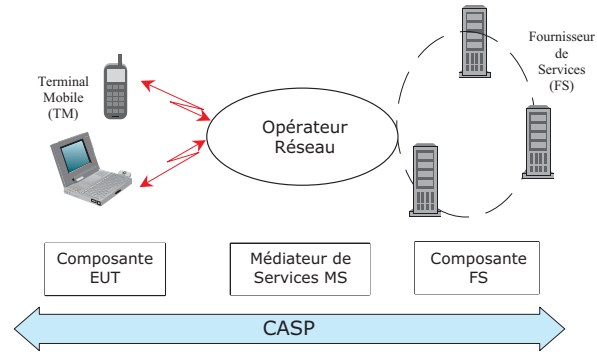 Terminal
Mobile
(TM)
Opérateur
Réseau
Fournisseur
de
Services
(FS)
Composante
EUT
Médiateur de
Services MS
Composante
FS
CASP